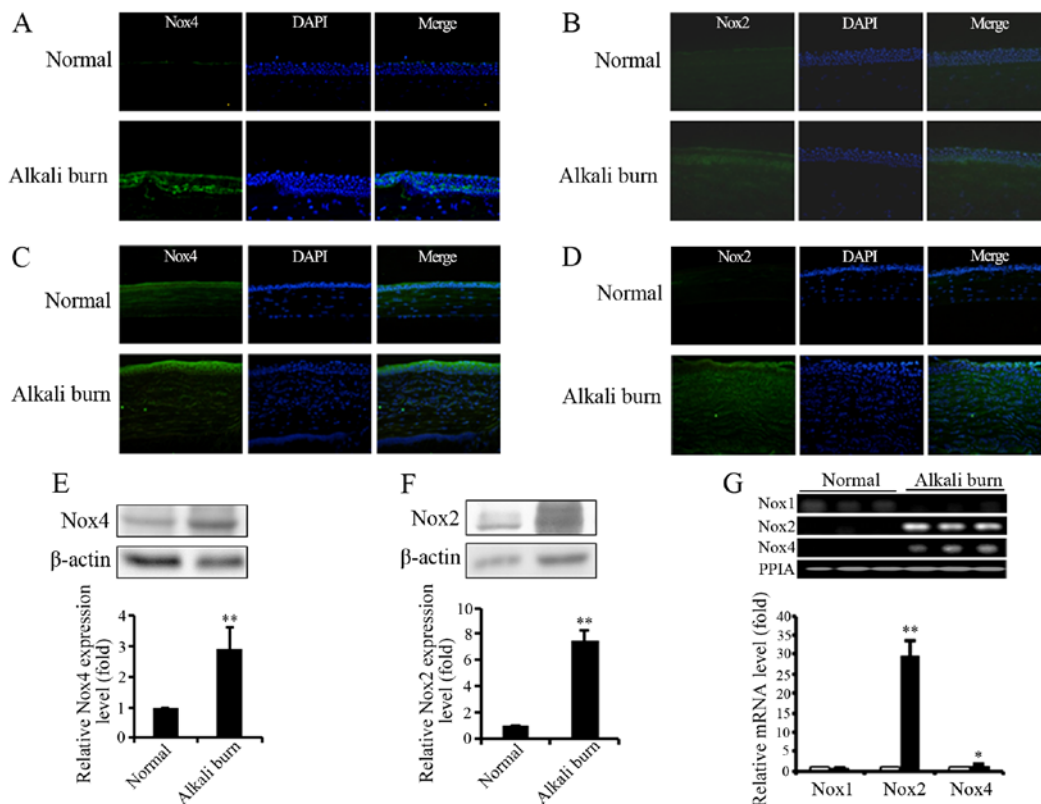 A
Nox4 DAPI Merge
Normal
Alkali burn
B
Nox2 DAPI Merge
Normal
Alkali burn
C
Nox4 DAPI Merge
Normal
Alkali burn
D
Nox2 DAPI Merge
Normal
Alkali burn
E
Nox4
β-actin
Relative Nox4 expression
level (fold)
4
3
2
1
0
**
Normal Alkali burn
F
Nox2
β-actin
Relative Nox2 expression
level (fold)
10
8
6
4
2
0
**
Normal Alkali burn
G
Normal Alkali burn
Nox1
Nox2
Nox4
PPIA
Relative mRNA level (fold)
40
35
30
25
20
15
10
5
0
**
*
Nox1 Nox2 Nox4